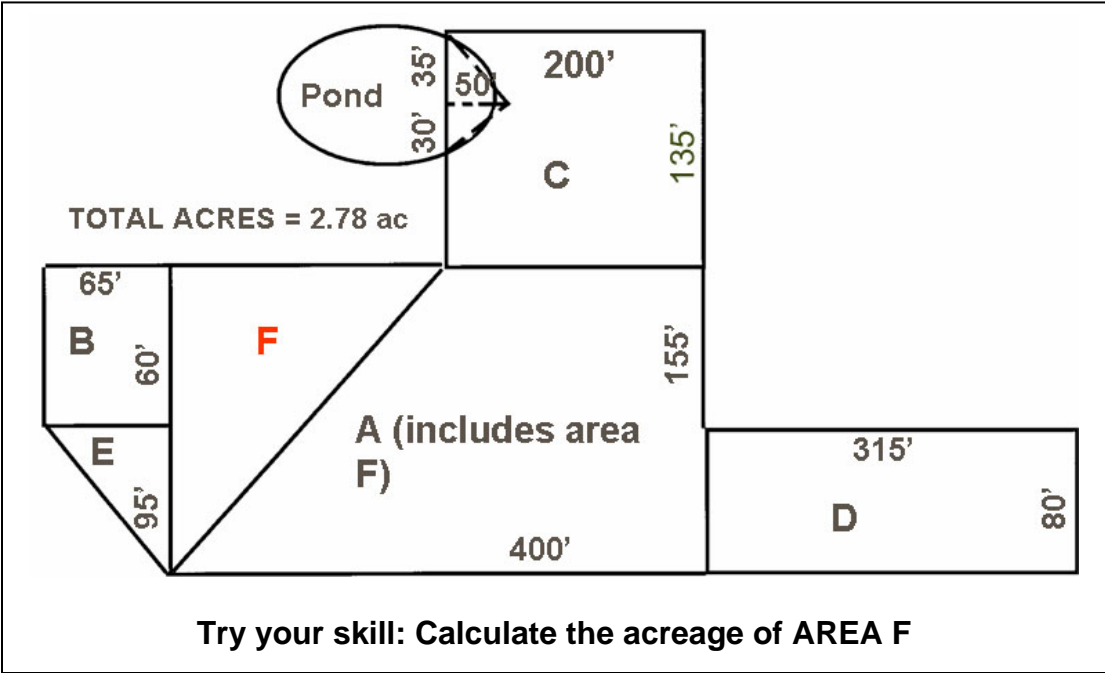 200’
35’
50’
Pond
30’
135’
C
TOTAL ACRES = 2.78 ac
65’
B
60’
F
155’
A (includes area
F)
E
95’
315’
D
80’
400’
Try your skill: Calculate the acreage of AREA F